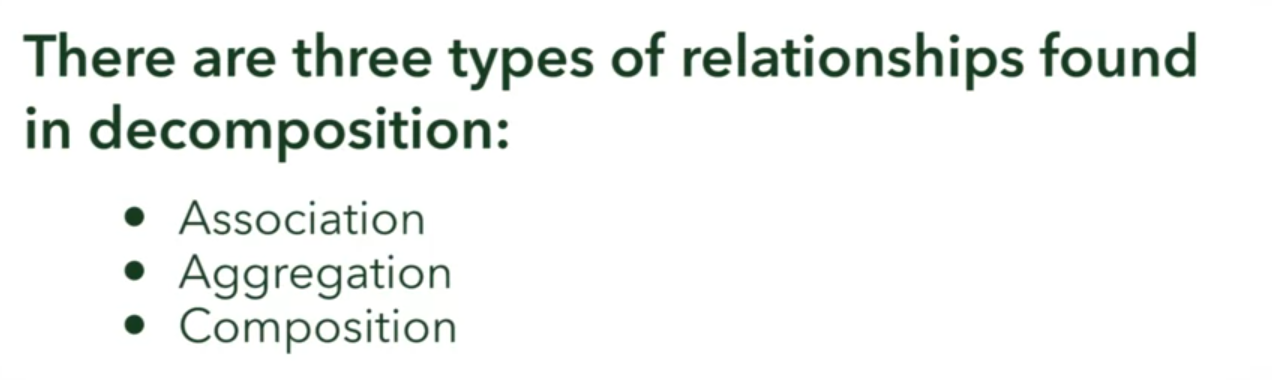 There are three types of relationships found
in decomposition:
• Association
• Aggregation
• Composition